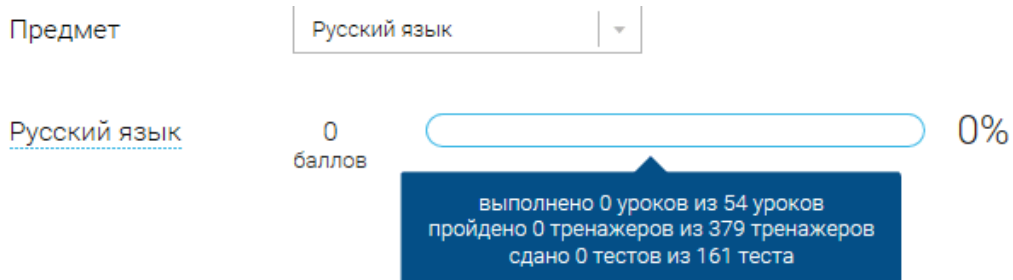 Предмет
Русский язык
Русский язык
0
баллов
0%
выполнено 0 уроков из 54 уроков
пройдено 0 тренажеров из 379 тренажеров
сдано 0 тестов из 161 теста